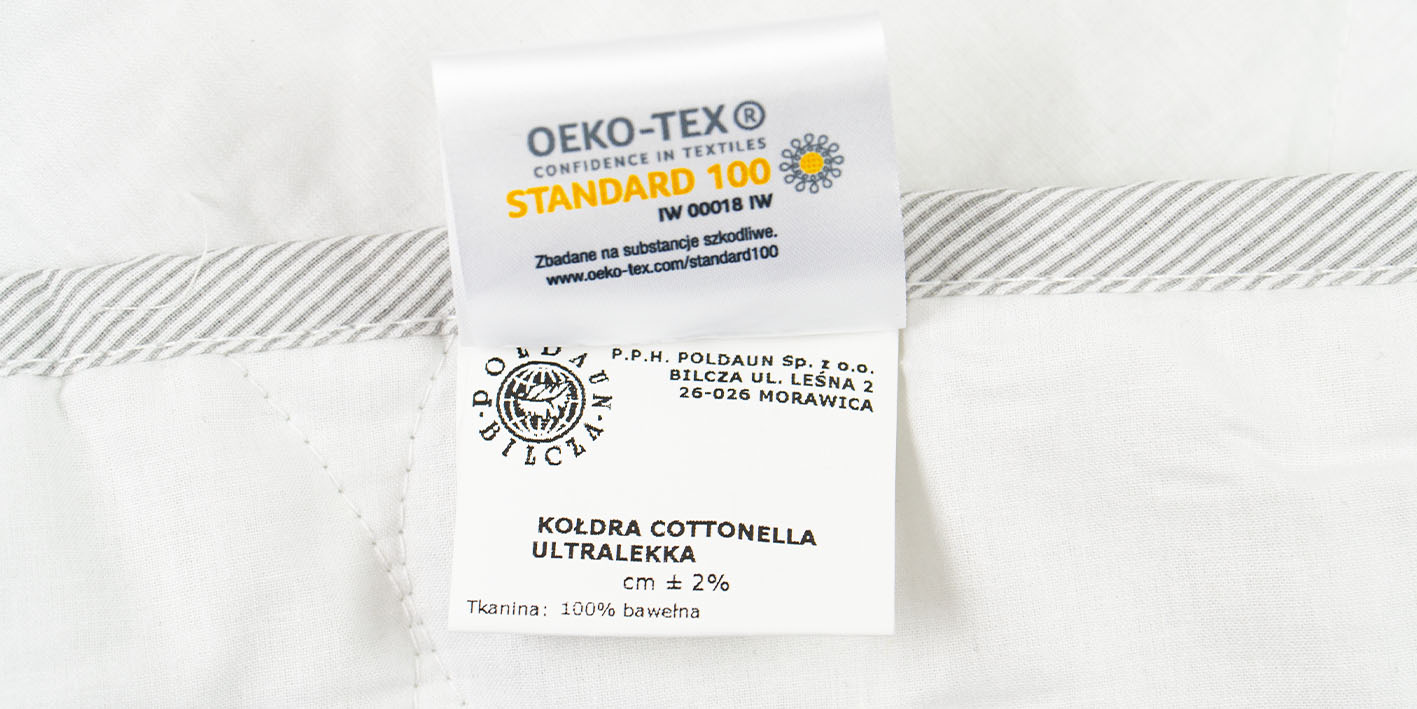 OEKO-TEX®
CONFIDENCE IN TEXTILES
STANDARD 100
IW 00018 IW
Zbadane na substancje szkodliwe.
www.oeko-tex.com/standard100
POŁDAUN
·BILCZA·
P.P.H. POLDAUN Sp. z o.o.
BILCZA UL. LEŚNA 2
26-026 MORAWICA
KOŁDRA COTTONELLA
ULTRALEKKA
cm ± 2%
Tkanina: 100% bawełna